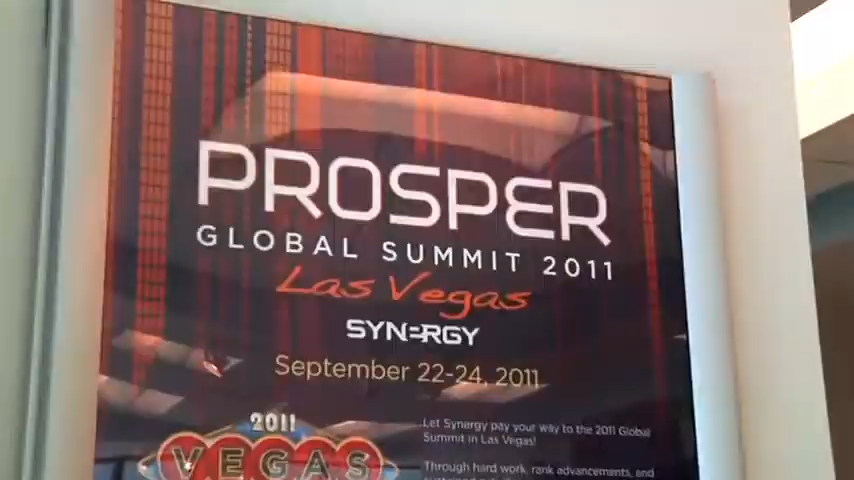 PROSPER
GLOBAL SUMMIT 2011
Las Vegas
SYNERGY
September 22-24, 2011
2011
VEGAS
Let Synergy pay your way to the 2011 Global
Summit in Las Vegas!
Through hard work, rank advancements, and